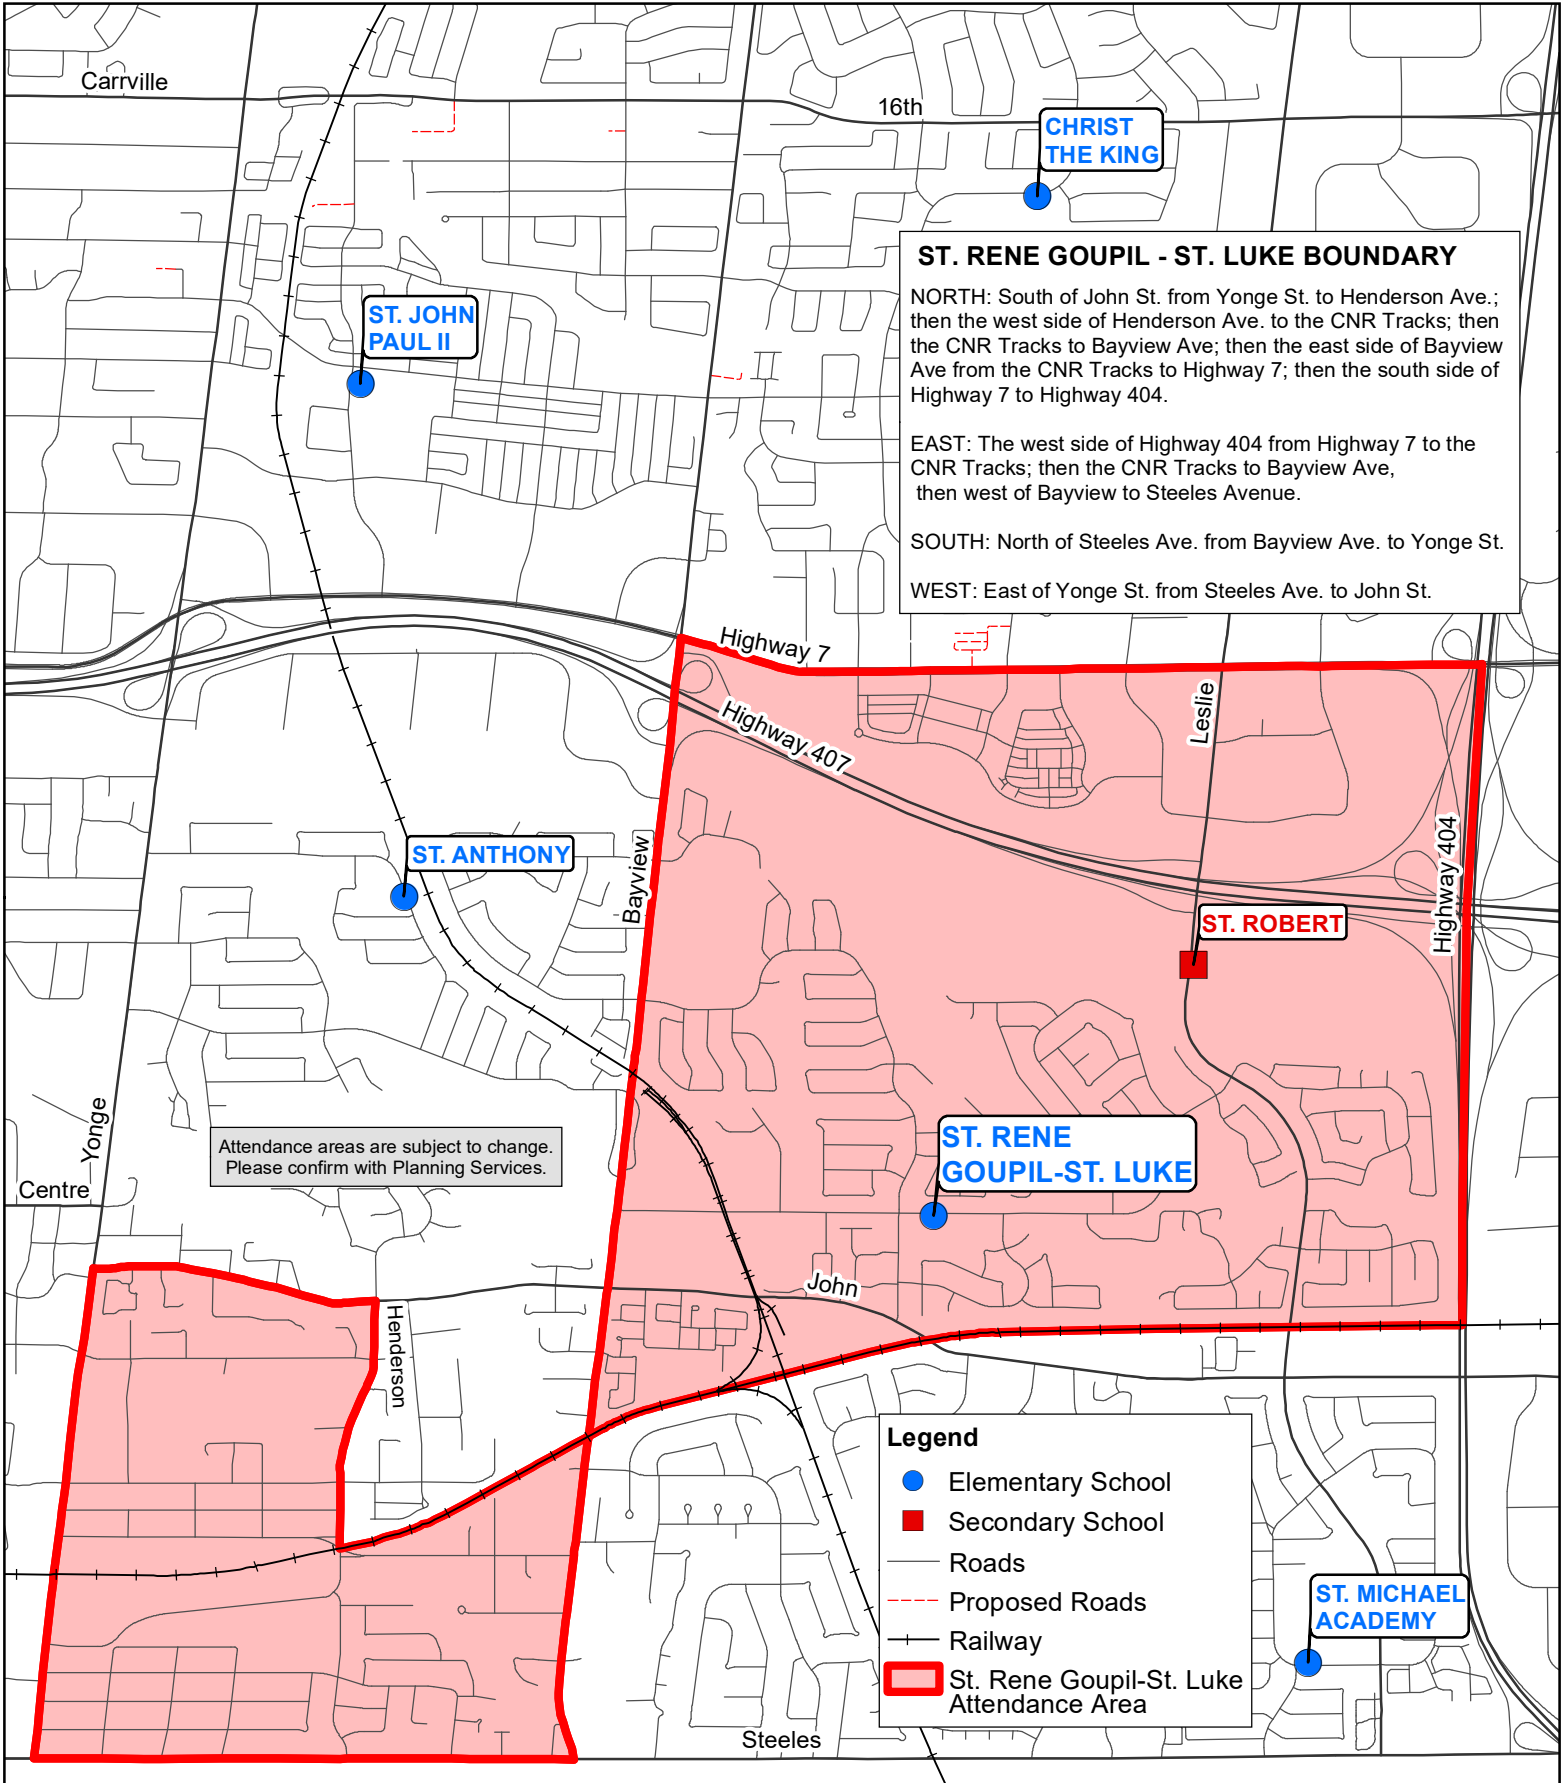 Carrville
16th
CHRIST
THE KING
ST. RENE GOUPIL - ST. LUKE BOUNDARY
NORTH: South of John St. from Yonge St. to Henderson Ave.;
then the west side of Henderson Ave. to the CNR Tracks; then
the CNR Tracks to Bayview Ave; then the east side of Bayview
Ave from the CNR Tracks to Highway 7; then the south side of
Highway 7 to Highway 404.
EAST: The west side of Highway 404 from Highway 7 to the
CNR Tracks; then the CNR Tracks to Bayview Ave,
then west of Bayview to Steeles Avenue.
SOUTH: North of Steeles Ave. from Bayview Ave. to Yonge St.
WEST: East of Yonge St. from Steeles Ave. to John St.
ST. JOHN
PAUL II
Highway 7
Leslie
Highway 407
ST. ANTHONY
Bayview
Highway 404
ST. ROBERT
Yonge
Attendance areas are subject to change.
Please confirm with Planning Services.
ST. RENE
GOUPIL-ST. LUKE
Centre
John
Henderson
Legend
Elementary School
Secondary School
Roads
Proposed Roads
Railway
St. Rene Goupil-St. Luke
Attendance Area
ST. MICHAEL
ACADEMY
Steeles